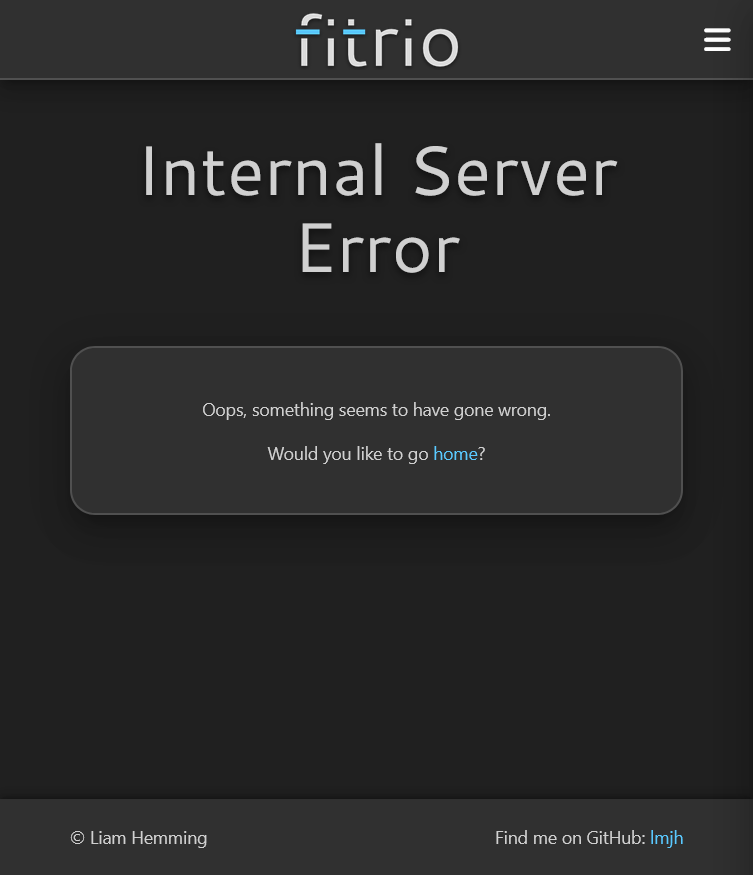 fitrio
Internal Server
Error
Oops, something seems to have gone wrong.
Would you like to go home?
© Liam Hemming
Find me on GitHub: lmjh